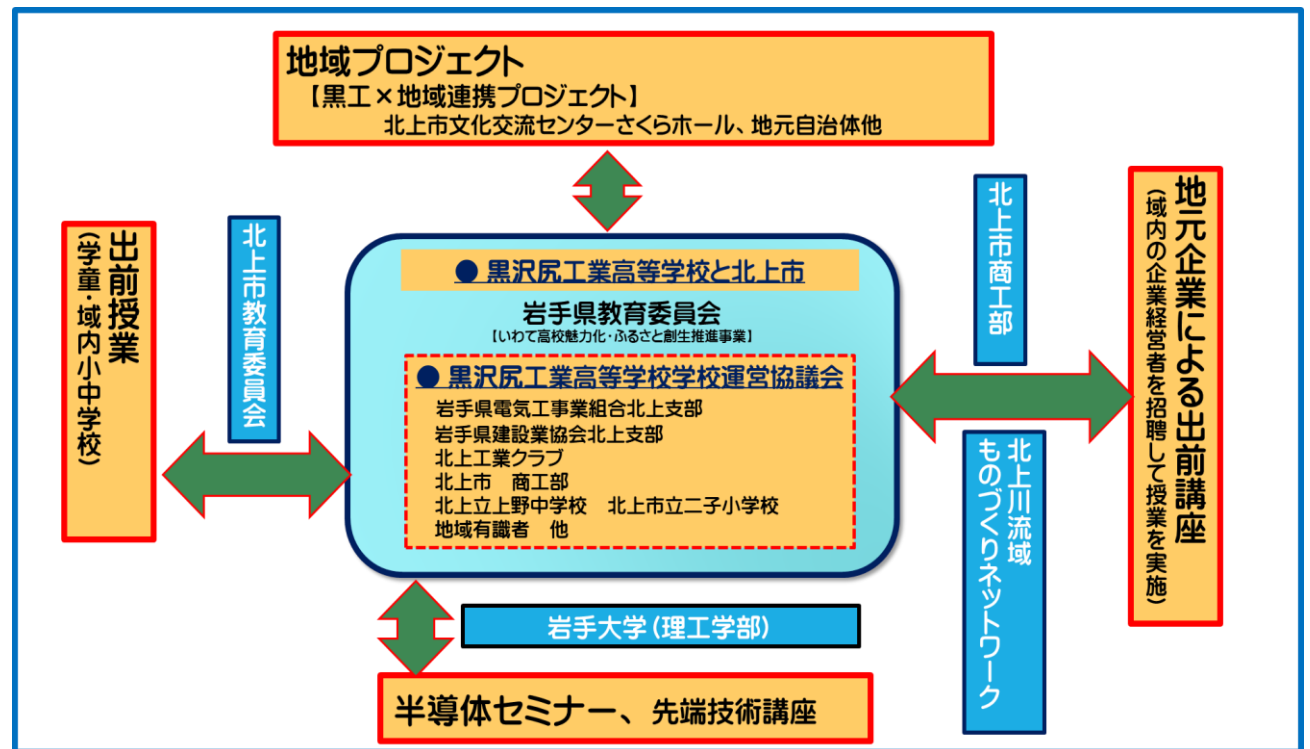 地域プロジェクト
【黒工×地域連携プロジェクト】
北上市文化交流センターさくらホール、地元自治体他
出前授業
(学童・域内小中学校)
北上市教育委員会
● 黒沢尻工業高等学校と北上市
岩手県教育委員会
【いわて高校魅力化・ふるさと創生推進事業】
● 黒沢尻工業高等学校学校運営協議会
岩手県電気工事業組合北上支部
岩手県建設業協会北上支部
北上工業クラブ
北上市 商工部
北上立上野中学校 北上市立二子小学校
地域有識者 他
北上市商工部
北上川流域
ものづくりネットワーク
地元企業による出前講座
(域内の企業経営者を招聘して授業を実施)
岩手大学(理工学部)
半導体セミナー、先端技術講座